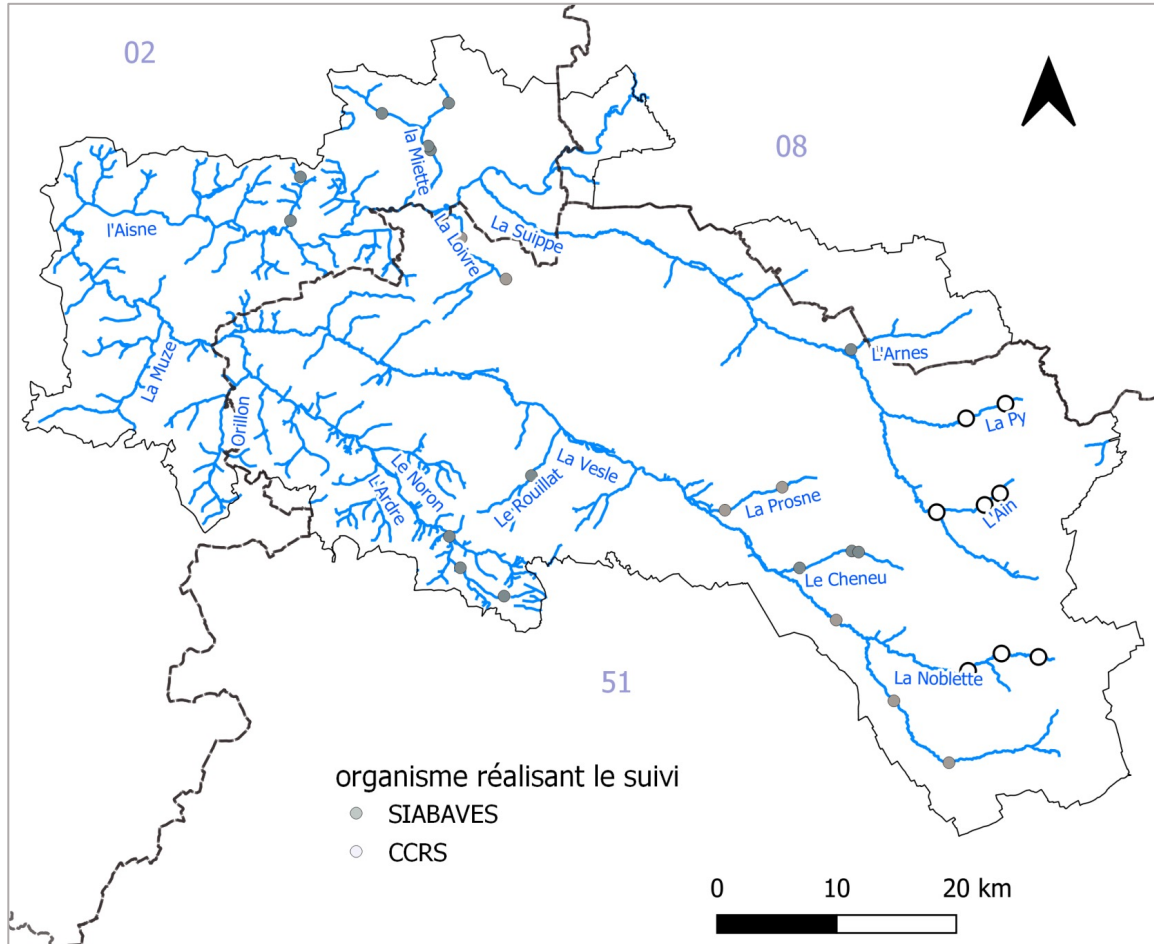 02
08
la Miette
l'Aisne
La Suippe
La Loivre
L'Arnes
La Muze
Orillon
La Py
Le Noron
L'Ardre
La Vesle
Le Rouillat
La Prosne
L'Ain
Le Cheneu
51
La Noblette
organisme réalisant le suivi
SIABAVES
CCRS
0 10 20 km